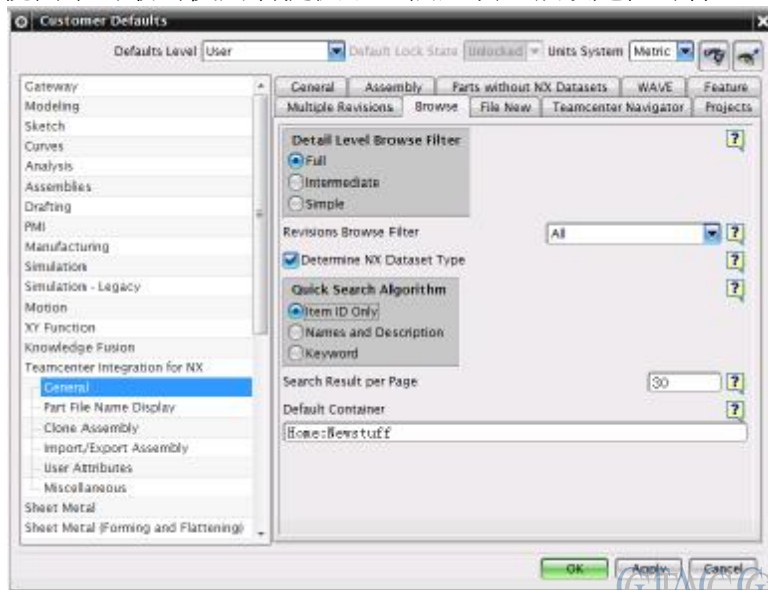 Customer Defaults
Defaults Level User Default Lock State Unlocked Units System Metric
Gateway
Modeling
Sketch
Curves
Analysis
Assemblies
Drafting
PMI
Manufacturing
Simulation
Simulation - Legacy
Motion
XY Function
Knowledge Fusion
Teamcenter Integration for NX
General
Part File Name Display
Clone Assembly
Import/Export Assembly
User Attributes
Miscellaneous
Sheet Metal
Sheet Metal (Forming and Flattening)
General Assembly Parts without NX Datasets WAVE Feature
Multiple Revisions Browse File New Teamcenter Navigator Projects
Detail Level Browse Filter
Full
Intermediate
Simple
Revisions Browse Filter All
Determine NX Dataset Type
Quick Search Algorithm
Item ID Only
Names and Description
Keyword
Search Result per Page 30
Default Container
Home:Newstuff
OK Apply Cancel
GTAC